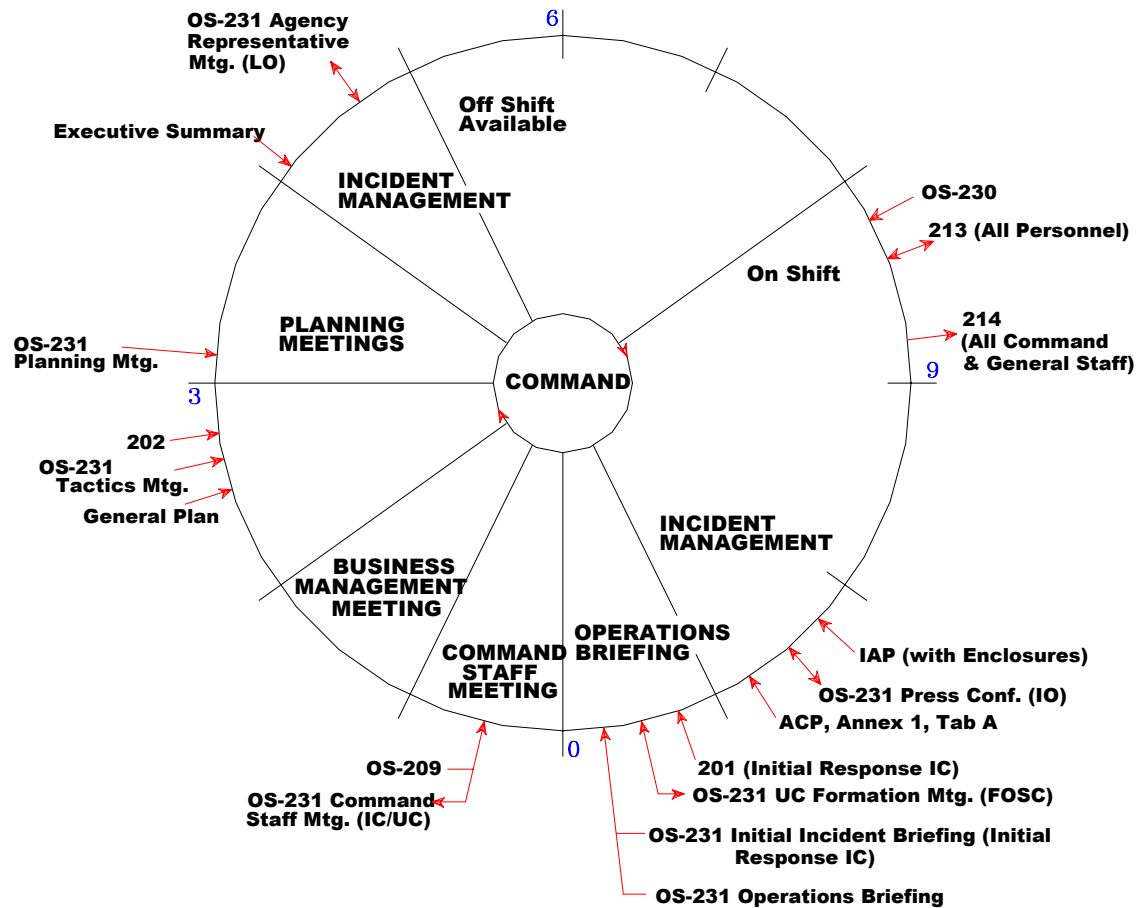 6
OS-231 Agency
Representative
Mtg. (LO)
Off Shift
Available
Executive Summary
INCIDENT
MANAGEMENT
OS-230
213 (All Personnel)
On Shift
PLANNING
MEETINGS
214
(All Command
& General Staff)
OS-231
Planning Mtg.
COMMAND
9
3
202
OS-231
Tactics Mtg.
General Plan
INCIDENT
MANAGEMENT
BUSINESS
MANAGEMENT
MEETING
OPERATIONS
BRIEFING
COMMAND
STAFF
MEETING
IAP (with Enclosures)
OS-231 Press Conf. (IO)
ACP, Annex 1, Tab A
0
OS-209
201 (Initial Response IC)
OS-231 UC Formation Mtg. (FOSC)
OS-231 Command
Staff Mtg. (IC/UC)
OS-231 Initial Incident Briefing (Initial
Response IC)
OS-231 Operations Briefing